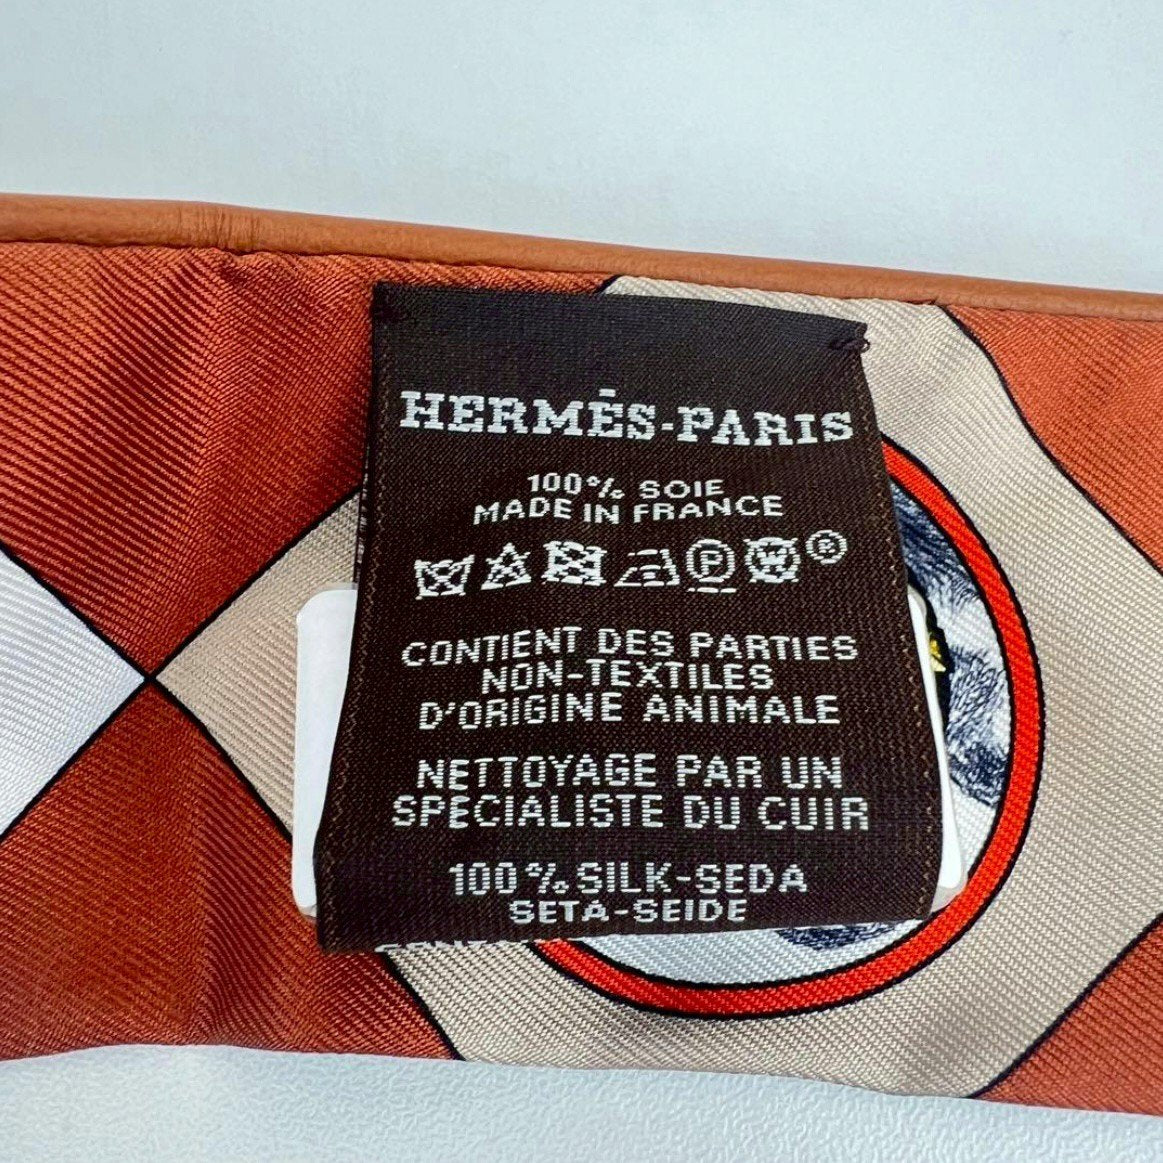 HERMÈS-PARIS
100% SOIE
MADE IN FRANCE
P W ®
CONTIENT DES PARTIES
NON-TEXTILES
D'ORIGINE ANIMALE
NETTOYAGE PAR UN
SPECIALISTE DU CUIR
100% SILK-SEDA
SETA-SEIDE